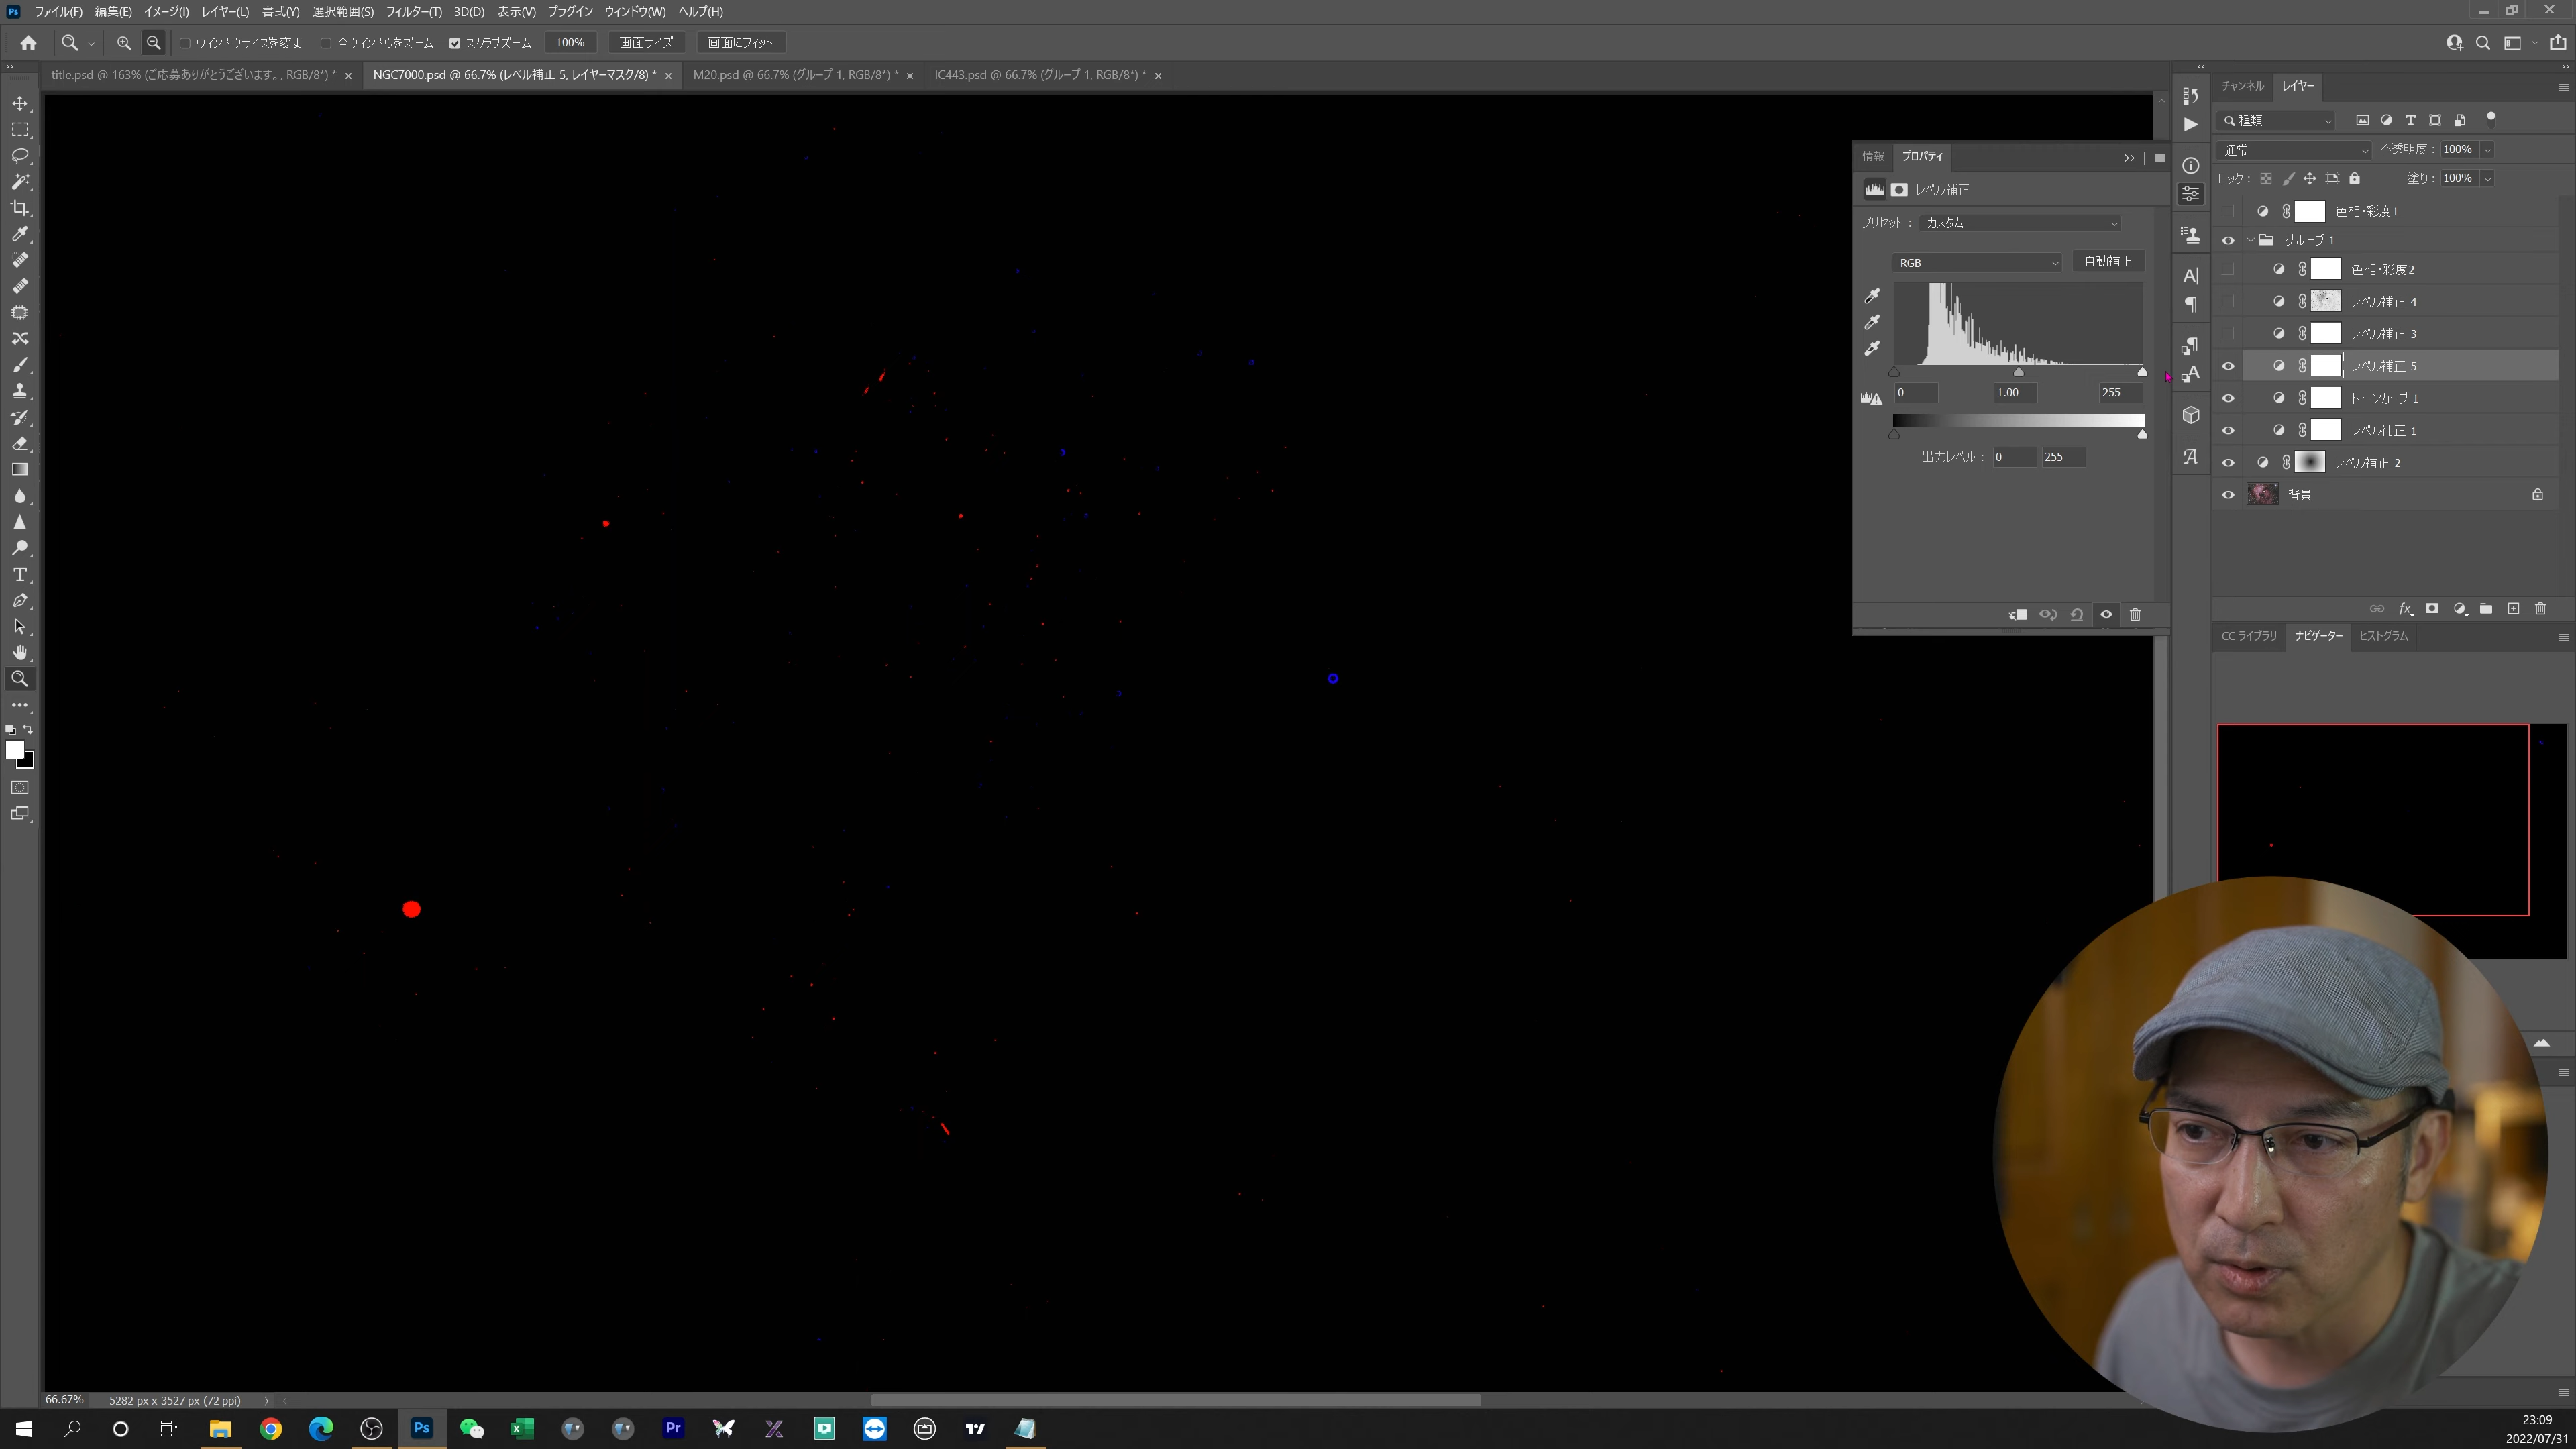 Ps ファイル(F) 編集(E) イメージ(I) レイヤー(L) 書式(Y) 選択範囲(S) フィルター(T) 3D(D) 表示(V) プラグイン ウィンドウ(W) ヘルプ(H)
ウィンドウサイズを変更 全ウィンドウをズーム スクラブズーム 100% 画面サイズ 画面にフィット
title.psd @ 163% (ご応募ありがとうございます。, RGB/8*) * × NGC7000.psd @ 66.7% (レベル補正 5, レイヤーマスク/8) * × M20.psd @ 66.7% (グループ 1, RGB/8*) * × IC443.psd @ 66.7% (グループ 1, RGB/8*) * ×
チャンネル レイヤー
種類
通常 不透明度: 100%
ロック: 塗り: 100%
色相・彩度1
グループ 1
色相・彩度2
レベル補正 4
レベル補正 3
レベル補正 5
トーンカーブ 1
レベル補正 1
レベル補正 2
背景
fx
情報 プロパティ
レベル補正
プリセット: カスタム
RGB 自動補正
0 1.00 255
出力レベル: 0 255
CC ライブラリ ナビゲーター ヒストグラム
66.67% 5282 px x 3527 px (72 ppi)
Ps Pr
23:09
2022/07/31